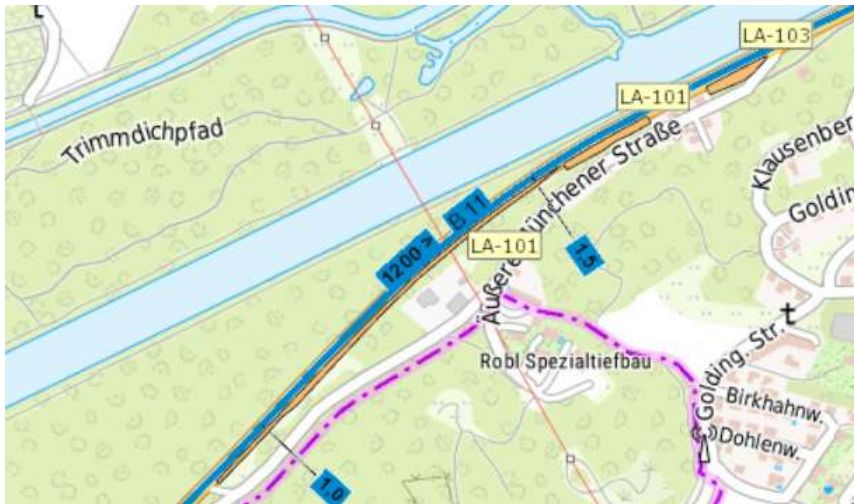 LA-103
LA-101
Trimmdichpfad
Äußere Münchener Straße
Klausenber
Golding
1200 > B 11
LA-101
1.5
Robl Spezialtiefbau
Golding. Str.
Birkhahnw.
Dohlenw.
1.0